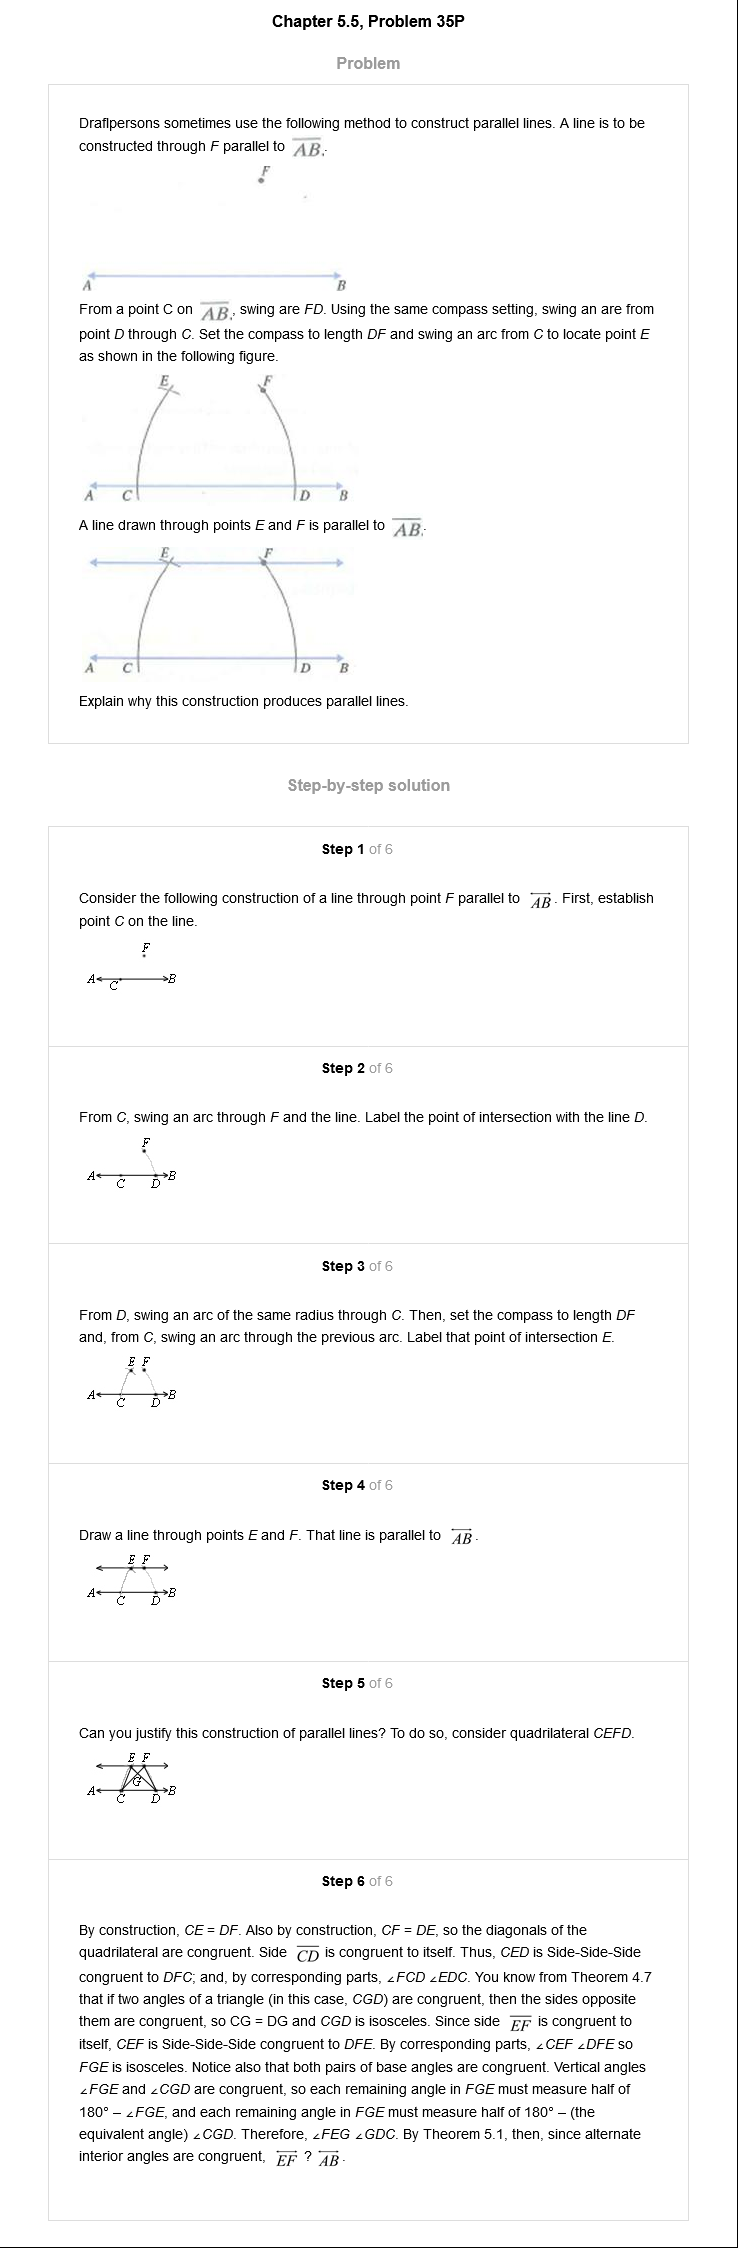 Chapter 5.5, Problem 35P
Problem
Draflpersons sometimes use the following method to construct parallel lines. A line is to be
constructed through F parallel to AB.
F
A B
From a point C on AB, swing are FD. Using the same compass setting, swing an are from
point D through C. Set the compass to length DF and swing an arc from C to locate point E
as shown in the following figure.
E F
A C D B
A line drawn through points E and F is parallel to AB.
E F
A C D B
Explain why this construction produces parallel lines.
Step-by-step solution
Step 1 of 6
Consider the following construction of a line through point F parallel to AB. First, establish
point C on the line.
F
A C B
Step 2 of 6
From C, swing an arc through F and the line. Label the point of intersection with the line D.
F
A C D B
Step 3 of 6
From D, swing an arc of the same radius through C. Then, set the compass to length DF
and, from C, swing an arc through the previous arc. Label that point of intersection E.
E F
A C D B
Step 4 of 6
Draw a line through points E and F. That line is parallel to AB.
E F
A C D B
Step 5 of 6
Can you justify this construction of parallel lines? To do so, consider quadrilateral CEFD.
E F
G
A C D B
Step 6 of 6
By construction, CE = DF. Also by construction, CF = DE, so the diagonals of the
quadrilateral are congruent. Side CD is congruent to itself. Thus, CED is Side-Side-Side
congruent to DFC; and, by corresponding parts, ∠FCD ∠EDC. You know from Theorem 4.7
that if two angles of a triangle (in this case, CGD) are congruent, then the sides opposite
them are congruent, so CG = DG and CGD is isosceles. Since side EF is congruent to
itself, CEF is Side-Side-Side congruent to DFE. By corresponding parts, ∠CEF ∠DFE so
FGE is isosceles. Notice also that both pairs of base angles are congruent. Vertical angles
∠FGE and ∠CGD are congruent, so each remaining angle in FGE must measure half of
180° – ∠FGE, and each remaining angle in FGE must measure half of 180° – (the
equivalent angle) ∠CGD. Therefore, ∠FEG ∠GDC. By Theorem 5.1, then, since alternate
interior angles are congruent, EF ? AB.